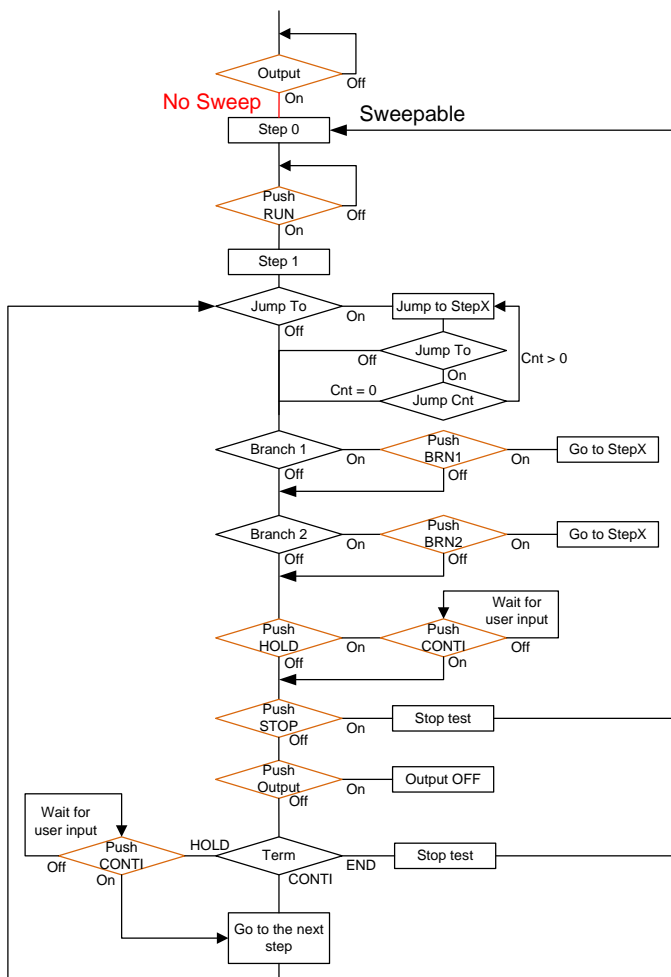 Output
Off
On
No Sweep
Sweepable
Step 0
Push
RUN
Off
On
Step 1
Jump To
On
Jump to StepX
Off
Off
Jump To
Cnt > 0
On
Cnt = 0
Jump Cnt
Branch 1
On
Push
BRN1
On
Go to StepX
Off
Off
Branch 2
On
Push
BRN2
On
Go to StepX
Off
Off
Wait for
user input
Push
HOLD
On
Push
CONTI
Off
Off
On
Push
STOP
On
Stop test
Off
Push
Output
On
Output OFF
Off
Wait for
user input
Push
CONTI
Off
On
HOLD
Term
END
Stop test
CONTI
Go to the next
step